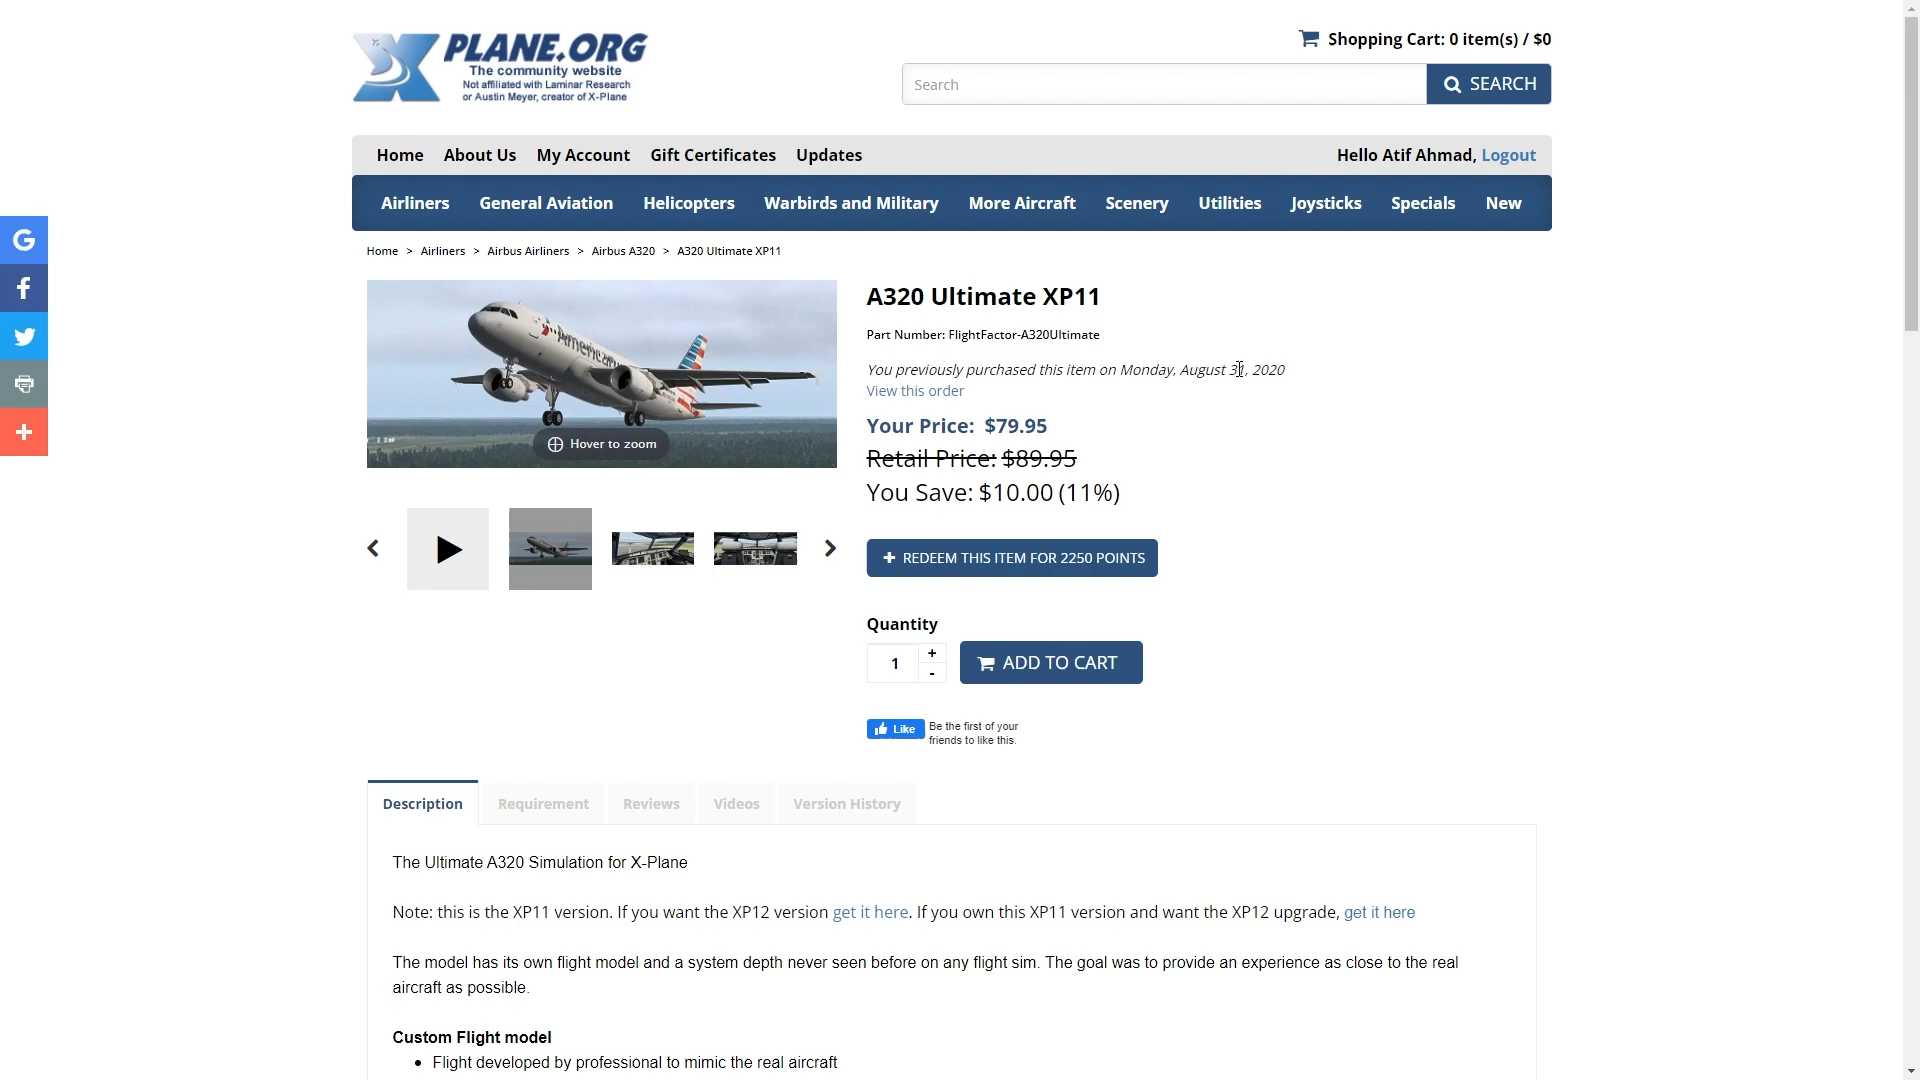 PLANE.ORG
The community website
Not affiliated with Laminar Research
or Austin Meyer, creator of X-Plane
Shopping Cart: 0 item(s) / $0
Search
SEARCH
Home About Us My Account Gift Certificates Updates
Hello Atif Ahmad, Logout
Airliners General Aviation Helicopters Warbirds and Military More Aircraft Scenery Utilities Joysticks Specials New
Home > Airliners > Airbus Airliners > Airbus A320 > A320 Ultimate XP11
American
Hover to zoom
A320 Ultimate XP11
Part Number: FlightFactor-A320Ultimate
You previously purchased this item on Monday, August 31, 2020
View this order
Your Price: $79.95
Retail Price: $89.95
You Save: $10.00 (11%)
+ REDEEM THIS ITEM FOR 2250 POINTS
Quantity
1
+
-
ADD TO CART
Like
Be the first of your
friends to like this.
Description Requirement Reviews Videos Version History
The Ultimate A320 Simulation for X-Plane
Note: this is the XP11 version. If you want the XP12 version get it here. If you own this XP11 version and want the XP12 upgrade, get it here
The model has its own flight model and a system depth never seen before on any flight sim. The goal was to provide an experience as close to the real
aircraft as possible.
Custom Flight model
• Flight developed by professional to mimic the real aircraft